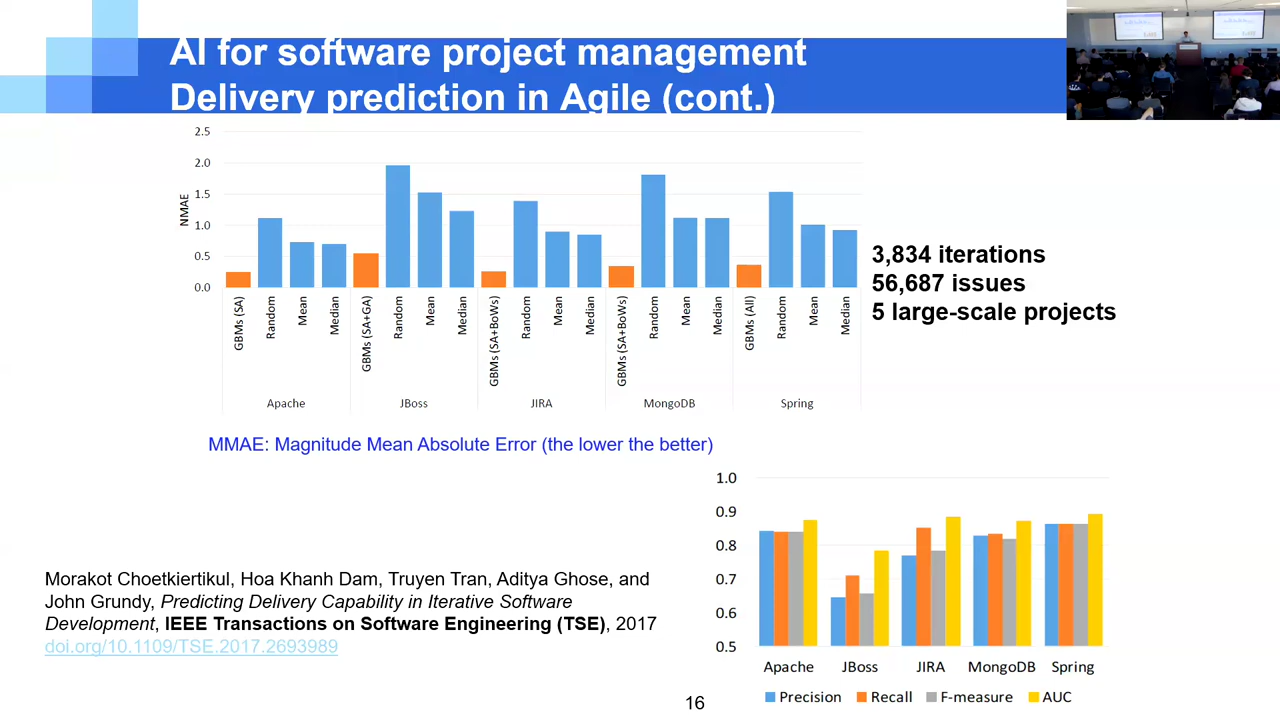 AI for software project management
Delivery prediction in Agile (cont.)
2.5
2.0
1.5
1.0
0.5
0.0
NMAE
GBMs (SA)
Random
Mean
Median
GBMs (SA+GA)
Random
Mean
Median
GBMs (SA+BoWs)
Random
Mean
Median
GBMs (SA+BoWs)
Random
Mean
Median
GBMs (All)
Random
Mean
Median
Apache
JBoss
JIRA
MongoDB
Spring
3,834 iterations
56,687 issues
5 large-scale projects
MMAE: Magnitude Mean Absolute Error (the lower the better)
1.0
0.9
0.8
0.7
0.6
0.5
Apache
JBoss
JIRA
MongoDB
Spring
Precision
Recall
F-measure
AUC
Morakot Choetkiertikul, Hoa Khanh Dam, Truyen Tran, Aditya Ghose, and
John Grundy, Predicting Delivery Capability in Iterative Software
Development, IEEE Transactions on Software Engineering (TSE), 2017
doi.org/10.1109/TSE.2017.2693989
16